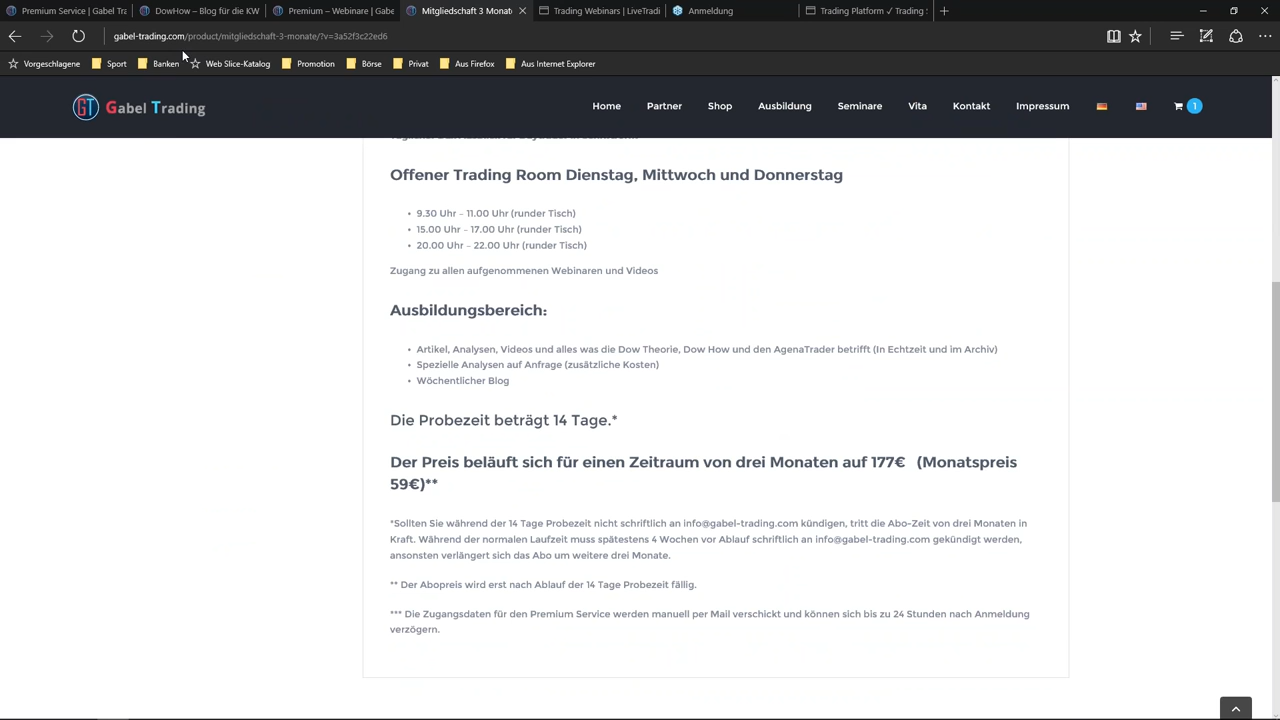 Premium Service | Gabel Tra
DowHow – Blog für die KW
Premium – Webinare | Gabe
Mitgliedschaft 3 Monate
Trading Webinars | LiveTradi
Anmeldung
Trading Platform ✓ Trading S
gabel-trading.com/product/mitgliedschaft-3-monate/?v=3a52f3c22ed6
Vorgeschlagene
Sport
Banken
Web Slice-Katalog
Promotion
Börse
Privat
Aus Firefox
Aus Internet Explorer
GT Gabel Trading
Home
Partner
Shop
Ausbildung
Seminare
Vita
Kontakt
Impressum
1
Offener Trading Room Dienstag, Mittwoch und Donnerstag
• 9.30 Uhr – 11.00 Uhr (runder Tisch)
• 15.00 Uhr – 17.00 Uhr (runder Tisch)
• 20.00 Uhr – 22.00 Uhr (runder Tisch)
Zugang zu allen aufgenommenen Webinaren und Videos
Ausbildungsbereich:
• Artikel, Analysen, Videos und alles was die Dow Theorie, Dow How und den AgenaTrader betrifft (In Echtzeit und im Archiv)
• Spezielle Analysen auf Anfrage (zusätzliche Kosten)
• Wöchentlicher Blog
Die Probezeit beträgt 14 Tage.*
Der Preis beläuft sich für einen Zeitraum von drei Monaten auf 177€ (Monatspreis
59€)**
*Sollten Sie während der 14 Tage Probezeit nicht schriftlich an info@gabel-trading.com kündigen, tritt die Abo-Zeit von drei Monaten in
Kraft. Während der normalen Laufzeit muss spätestens 4 Wochen vor Ablauf schriftlich an info@gabel-trading.com gekündigt werden,
ansonsten verlängert sich das Abo um weitere drei Monate.
** Der Abopreis wird erst nach Ablauf der 14 Tage Probezeit fällig.
*** Die Zugangsdaten für den Premium Service werden manuell per Mail verschickt und können sich bis zu 24 Stunden nach Anmeldung
verzögern.